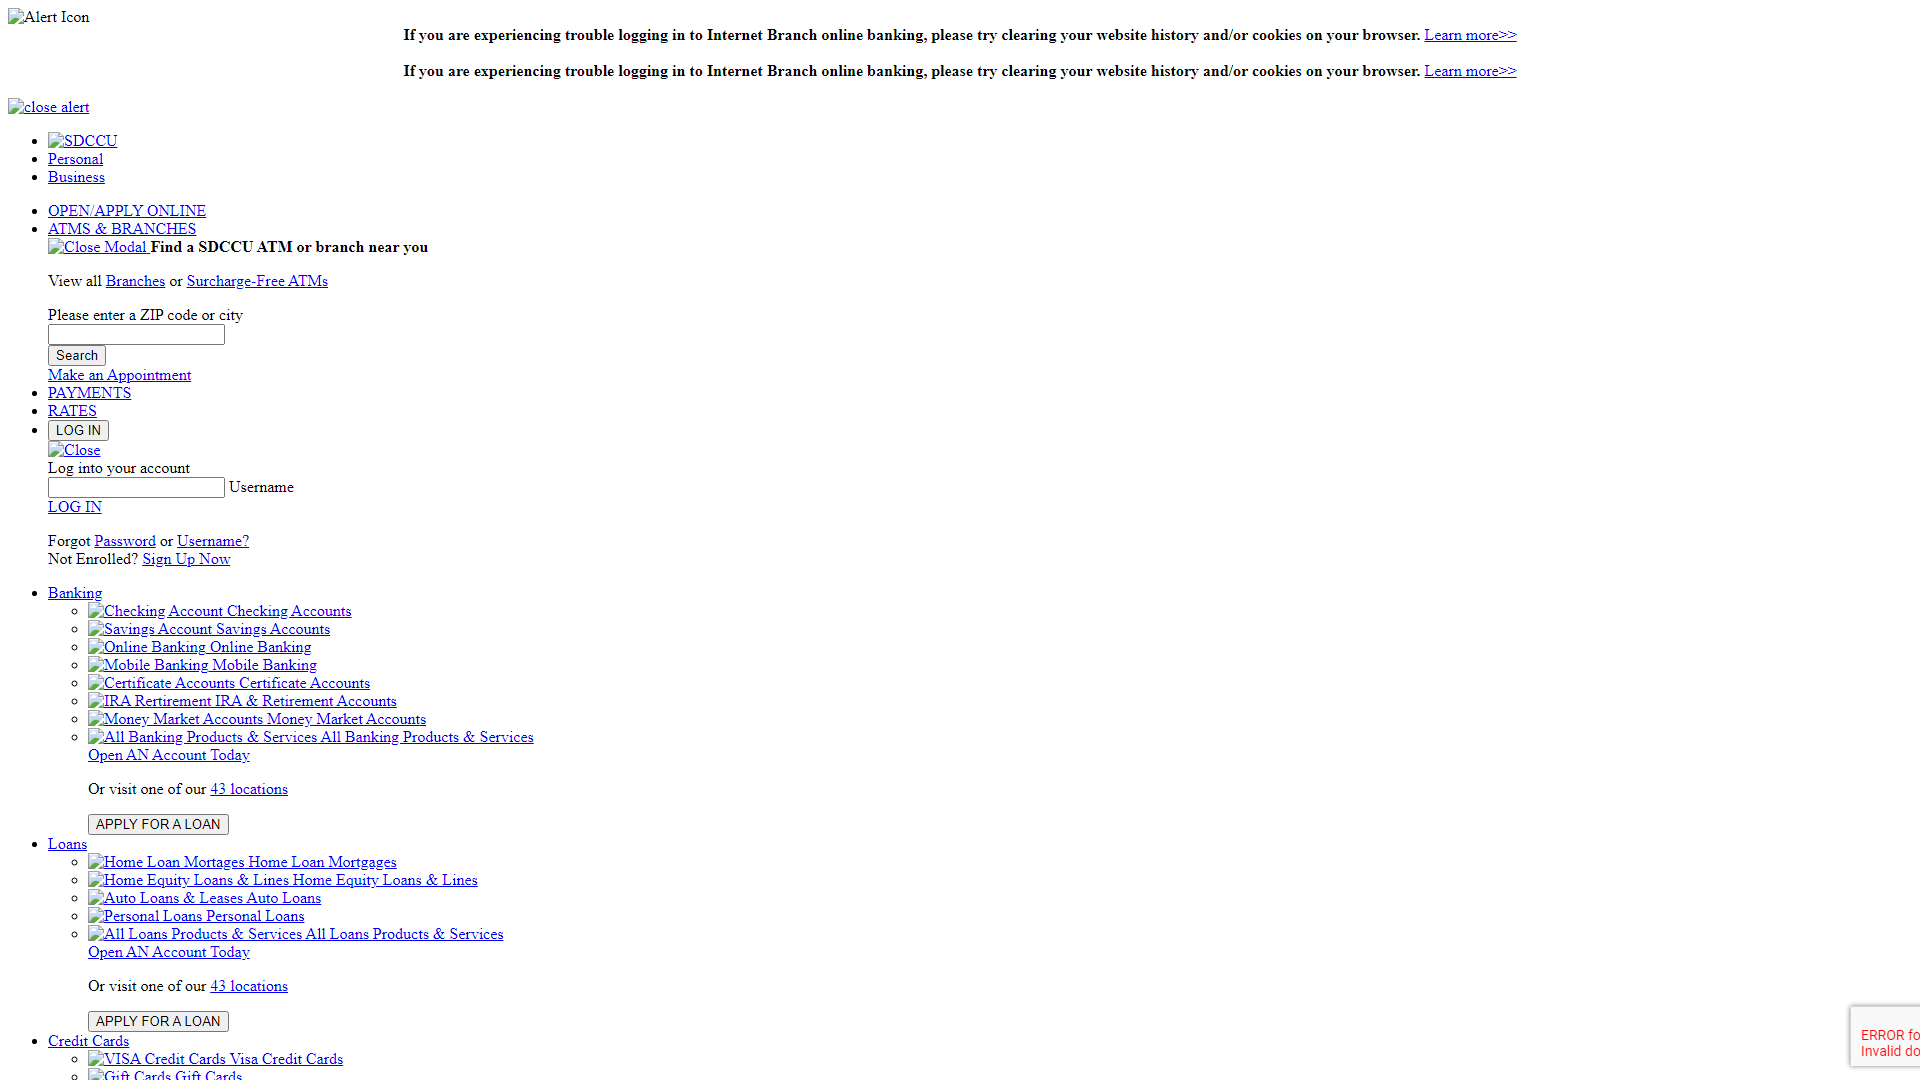 Alert Icon
If you are experiencing trouble logging in to Internet Branch online banking, please try clearing your website history and/or cookies on your browser. Learn more>>
If you are experiencing trouble logging in to Internet Branch online banking, please try clearing your website history and/or cookies on your browser. Learn more>>
close alert
SDCCU
Personal
Business
OPEN/APPLY ONLINE
ATMS & BRANCHES
Close Modal Find a SDCCU ATM or branch near you
View all Branches or Surcharge-Free ATMs
Please enter a ZIP code or city
Search
Make an Appointment
PAYMENTS
RATES
LOG IN
Close
Log into your account
Username
LOG IN
Forgot Password or Username?
Not Enrolled? Sign Up Now
Banking
Checking Account Checking Accounts
Savings Account Savings Accounts
Online Banking Online Banking
Mobile Banking Mobile Banking
Certificate Accounts Certificate Accounts
IRA Rertirement IRA & Retirement Accounts
Money Market Accounts Money Market Accounts
All Banking Products & Services All Banking Products & Services
Open AN Account Today
Or visit one of our 43 locations
APPLY FOR A LOAN
Loans
Home Loan Mortages Home Loan Mortgages
Home Equity Loans & Lines Home Equity Loans & Lines
Auto Loans & Leases Auto Loans
Personal Loans Personal Loans
All Loans Products & Services All Loans Products & Services
Open AN Account Today
Or visit one of our 43 locations
APPLY FOR A LOAN
Credit Cards
VISA Credit Cards Visa Credit Cards
Gift Cards Gift Cards
ERROR fo
Invalid do